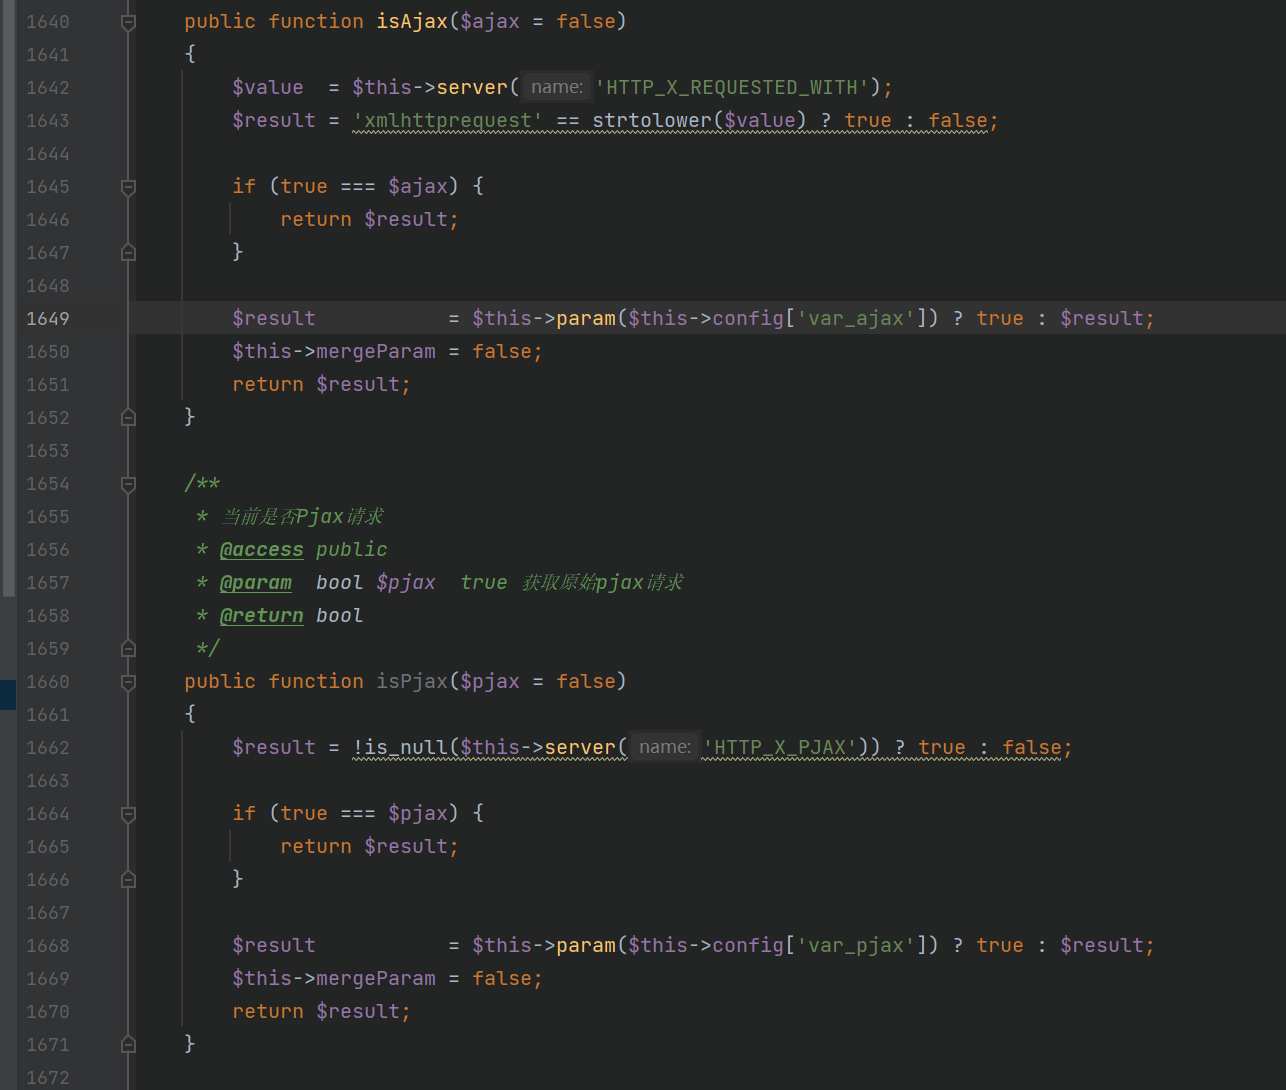 1640 public function isAjax($ajax = false)
1641 {
1642 $value  = $this->server( name: 'HTTP_X_REQUESTED_WITH');
1643 $result = 'xmlhttprequest' == strtolower($value) ? true : false;
1644
1645 if (true === $ajax) {
1646 return $result;
1647 }
1648
1649 $result           = $this->param($this->config['var_ajax']) ? true : $result;
1650 $this->mergeParam = false;
1651 return $result;
1652 }
1653
1654 /**
1655 * 当前是否Pjax请求
1656 * @access public
1657 * @param  bool $pjax  true 获取原始pjax请求
1658 * @return bool
1659 */
1660 public function isPjax($pjax = false)
1661 {
1662 $result = !is_null($this->server( name: 'HTTP_X_PJAX')) ? true : false;
1663
1664 if (true === $pjax) {
1665 return $result;
1666 }
1667
1668 $result           = $this->param($this->config['var_pjax']) ? true : $result;
1669 $this->mergeParam = false;
1670 return $result;
1671 }
1672